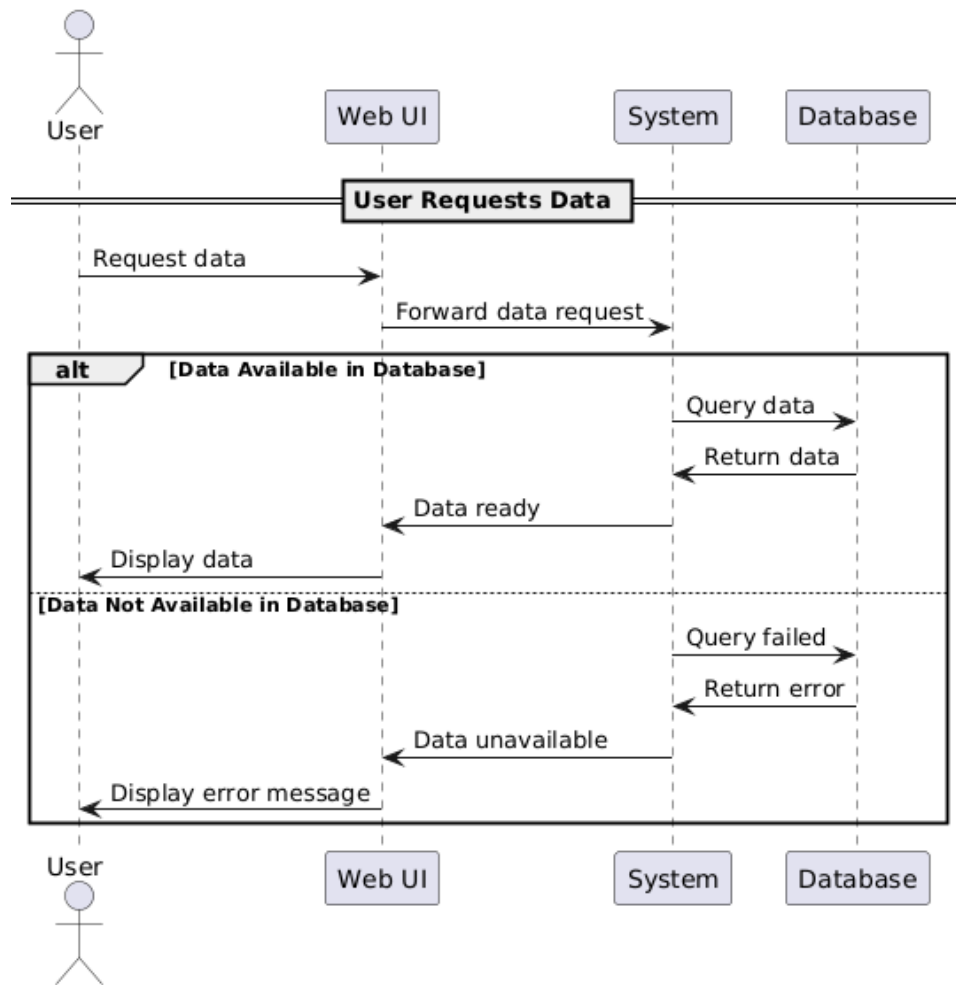 User
Web UI
System
Database
User Requests Data
Request data
Forward data request
alt
[Data Available in Database]
Query data
Return data
Data ready
Display data
[Data Not Available in Database]
Query failed
Return error
Data unavailable
Display error message
User
Web UI
System
Database